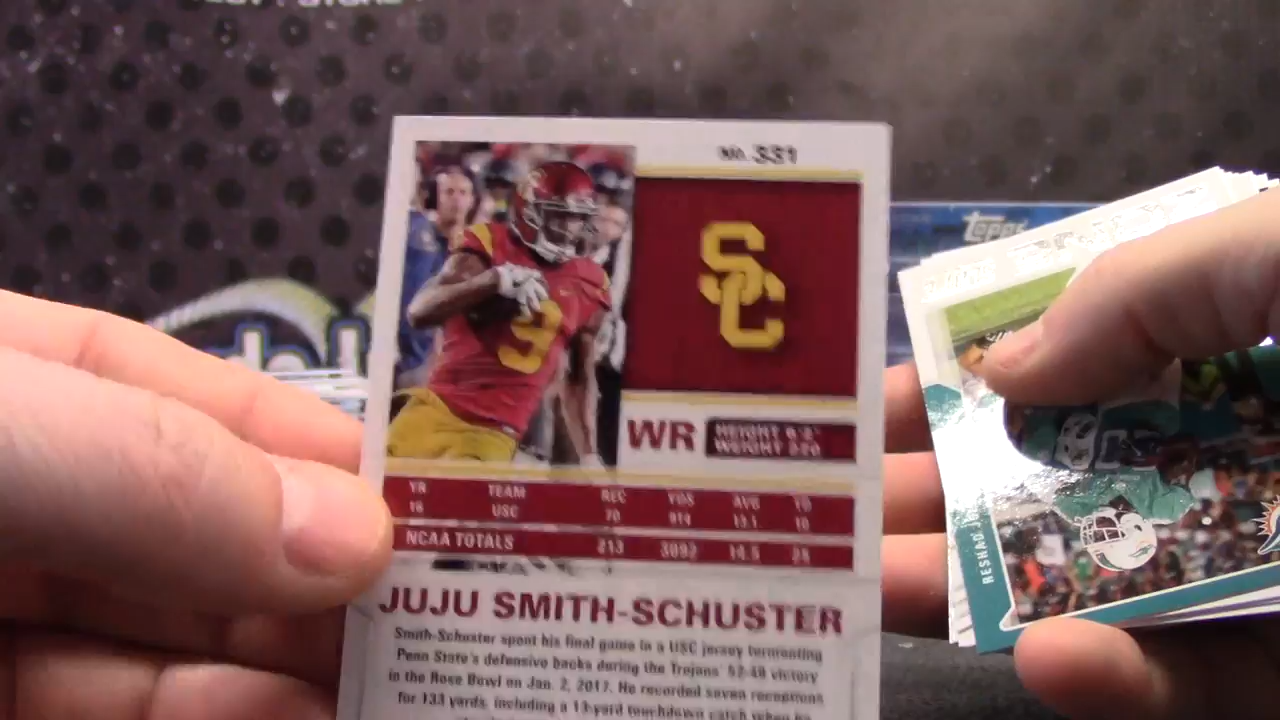 No. 331
SC
9
WR
HEIGHT 6'2"
WEIGHT 220
YR TEAM REC YDS AVG TD
16 USC 70 914 13.1 10
NCAA TOTALS 213 3092 14.5 25
JUJU SMITH-SCHUSTER
Smith-Schuster spent his final game in a USC jersey tormenting
Penn State's defensive backs during the Trojans' 52-49 victory
in the Rose Bowl on Jan. 2, 2017. He recorded seven receptions
for 133 yards, including a 13-yard touchdown catch when he
Topps
RESHAD J